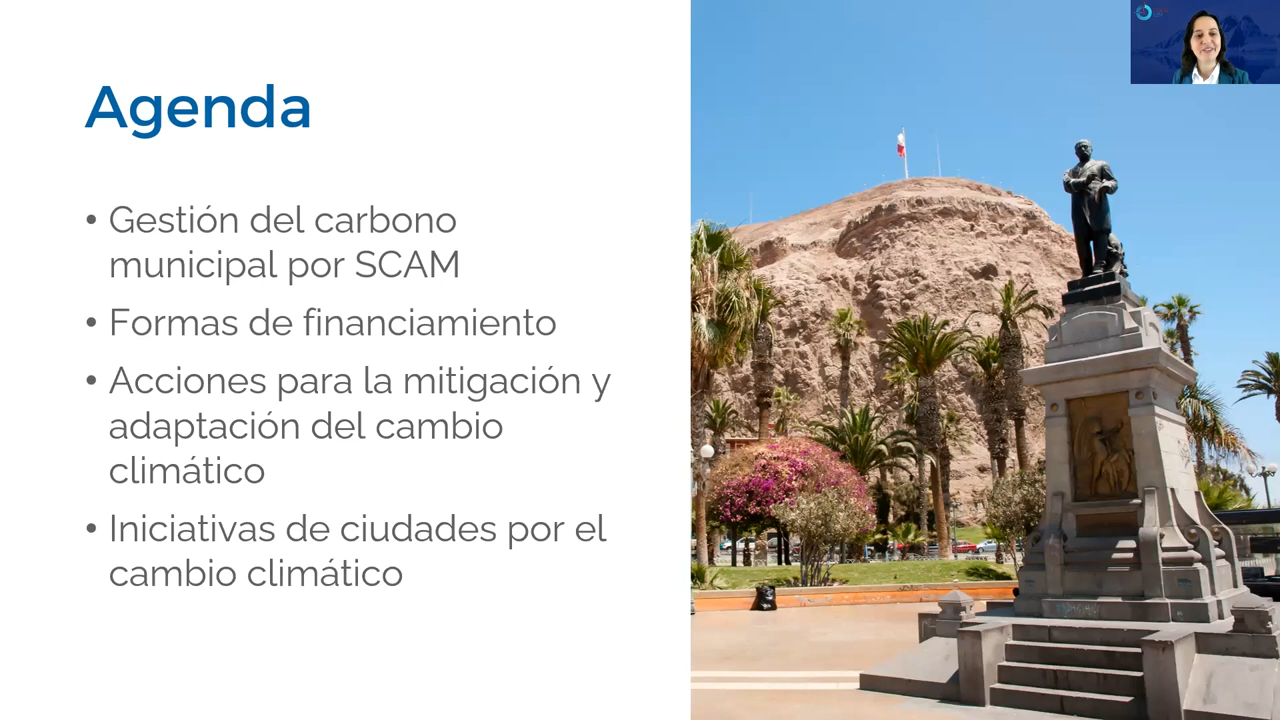 Agenda
• Gestión del carbono
municipal por SCAM
• Formas de financiamiento
• Acciones para la mitigación y
adaptación del cambio
climático
• Iniciativas de ciudades por el
cambio climático